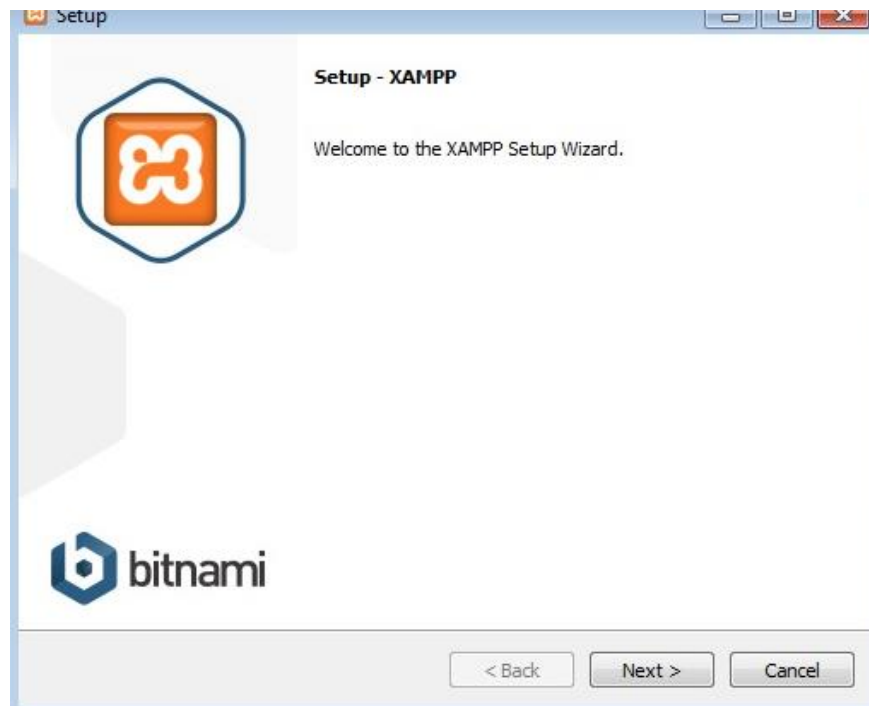 Setup
Setup - XAMPP
Welcome to the XAMPP Setup Wizard.
bitnami
< Back
Next >
Cancel